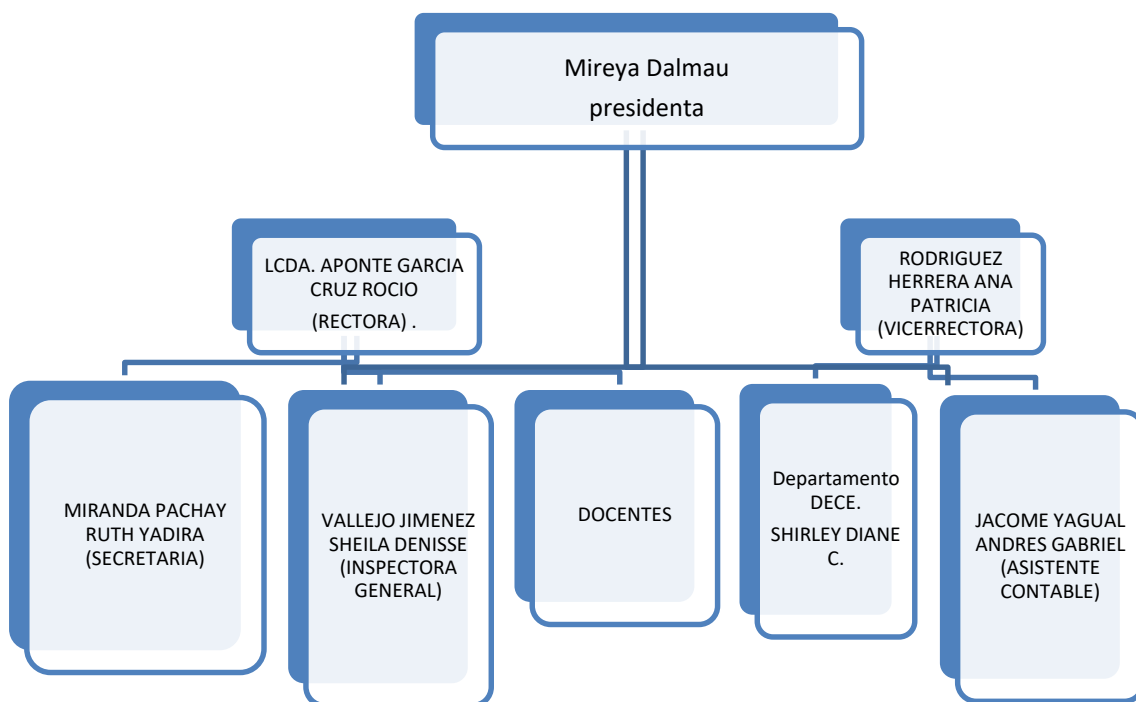 Mireya Dalmau
presidenta
LCDA. APONTE GARCIA
CRUZ ROCIO
(RECTORA) .
RODRIGUEZ
HERRERA ANA
PATRICIA
(VICERRECTORA)
MIRANDA PACHAY
RUTH YADIRA
(SECRETARIA)
VALLEJO JIMENEZ
SHEILA DENISSE
(INSPECTORA
GENERAL)
DOCENTES
Departamento
DECE.
SHIRLEY DIANE
C.
JACOME YAGUAL
ANDRES GABRIEL
(ASISTENTE
CONTABLE)